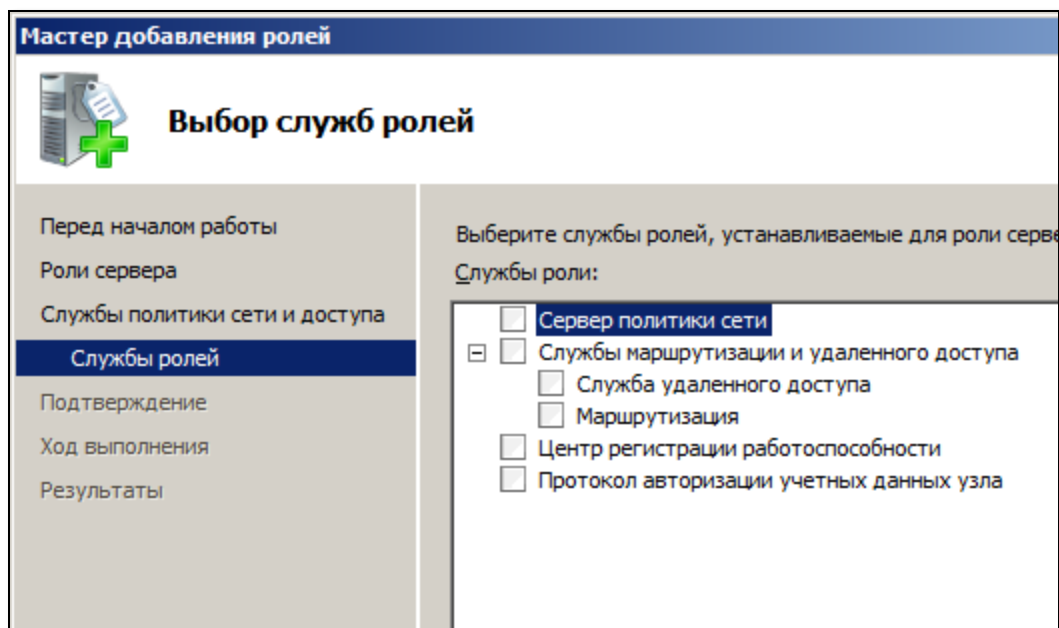 Мастер добавления ролей
Выбор служб ролей
Перед началом работы
Роли сервера
Службы политики сети и доступа
Службы ролей
Подтверждение
Ход выполнения
Результаты
Выберите службы ролей, устанавливаемые для роли
Службы роли:
Сервер политики сети
Службы маршрутизации и удаленного доступа
Служба удаленного доступа
Маршрутизация
Центр регистрации работоспособности
Протокол авторизации учетных данных узла